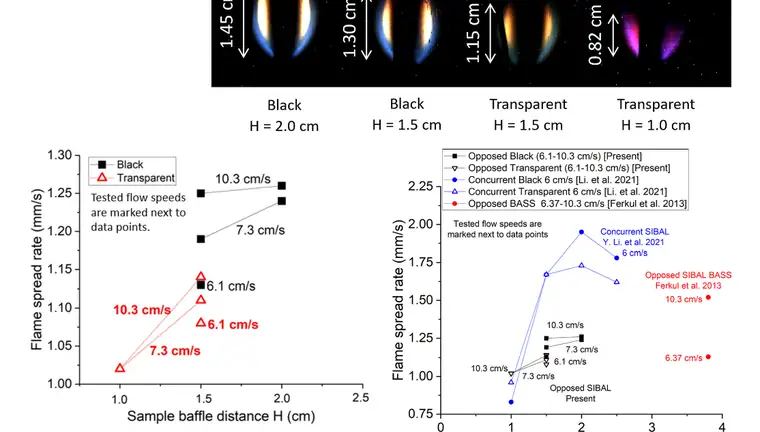 1.45 cm
1.30 cm
1.15 cm
0.82 cm
Black
H = 2.0 cm
Black
H = 1.5 cm
Transparent
H = 1.5 cm
Transparent
H = 1.0 cm
Flame spread rate (mm/s)
1.30
1.25
1.20
1.15
1.10
1.05
1.00
Black
Transparent
Tested flow speeds
are marked next to
data points.
10.3 cm/s
7.3 cm/s
6.1 cm/s
10.3 cm/s
6.1 cm/s
7.3 cm/s
1.0
1.5
2.0
2.5
Sample baffle distance H (cm)
Opposed Black (6.1-10.3 cm/s) [Present]
Opposed Transparent (6.1-10.3 cm/s) [Present]
Concurrent Black 6 cm/s [Li. et al. 2021]
Concurrent Transparent 6 cm/s [Li. et al. 2021]
Opposed BASS 6.37-10.3 cm/s [Ferkul et al. 2013]
Flame spread rate (mm/s)
2.25
2.00
1.75
1.50
1.25
1.00
0.75
Tested flow speeds are
marked next to data points
Concurrent SIBAL
Y. Li. et al. 2021
6 cm/s
Opposed SIBAL BASS
Ferkul et al. 2013
10.3 cm/s
6.37 cm/s
10.3 cm/s
7.3 cm/s
6.1 cm/s
10.3 cm/s
7.3 cm/s
Opposed SIBAL
Present
0
1
2
3
4